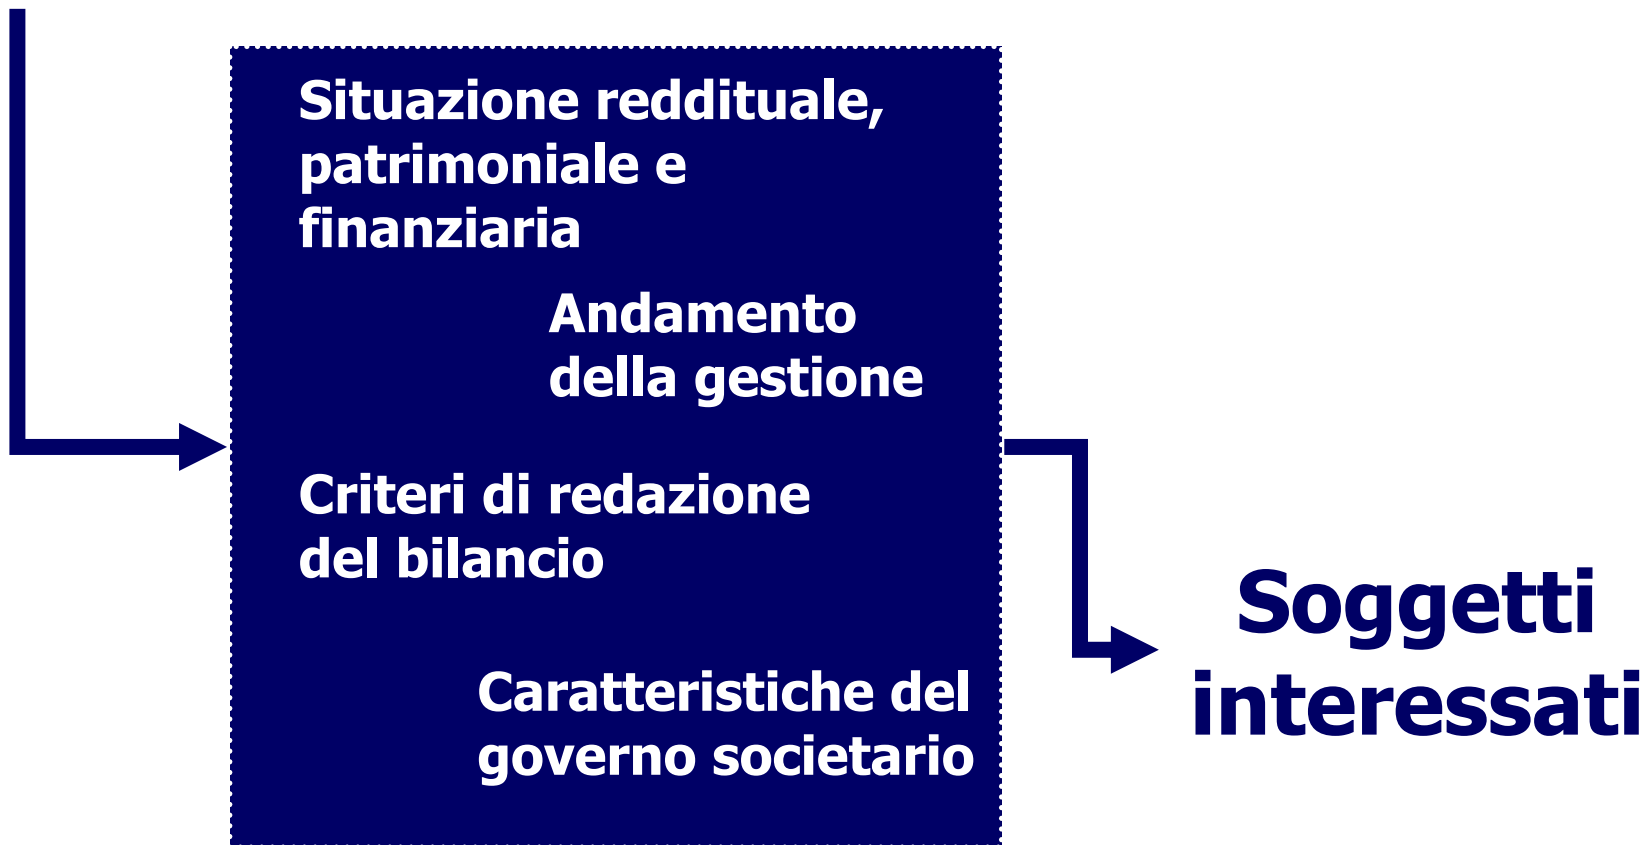 Situazione reddituale,
patrimoniale e
finanziaria
Andamento
della gestione
Criteri di redazione
del bilancio
Caratteristiche del
governo societario
Soggetti
interessati